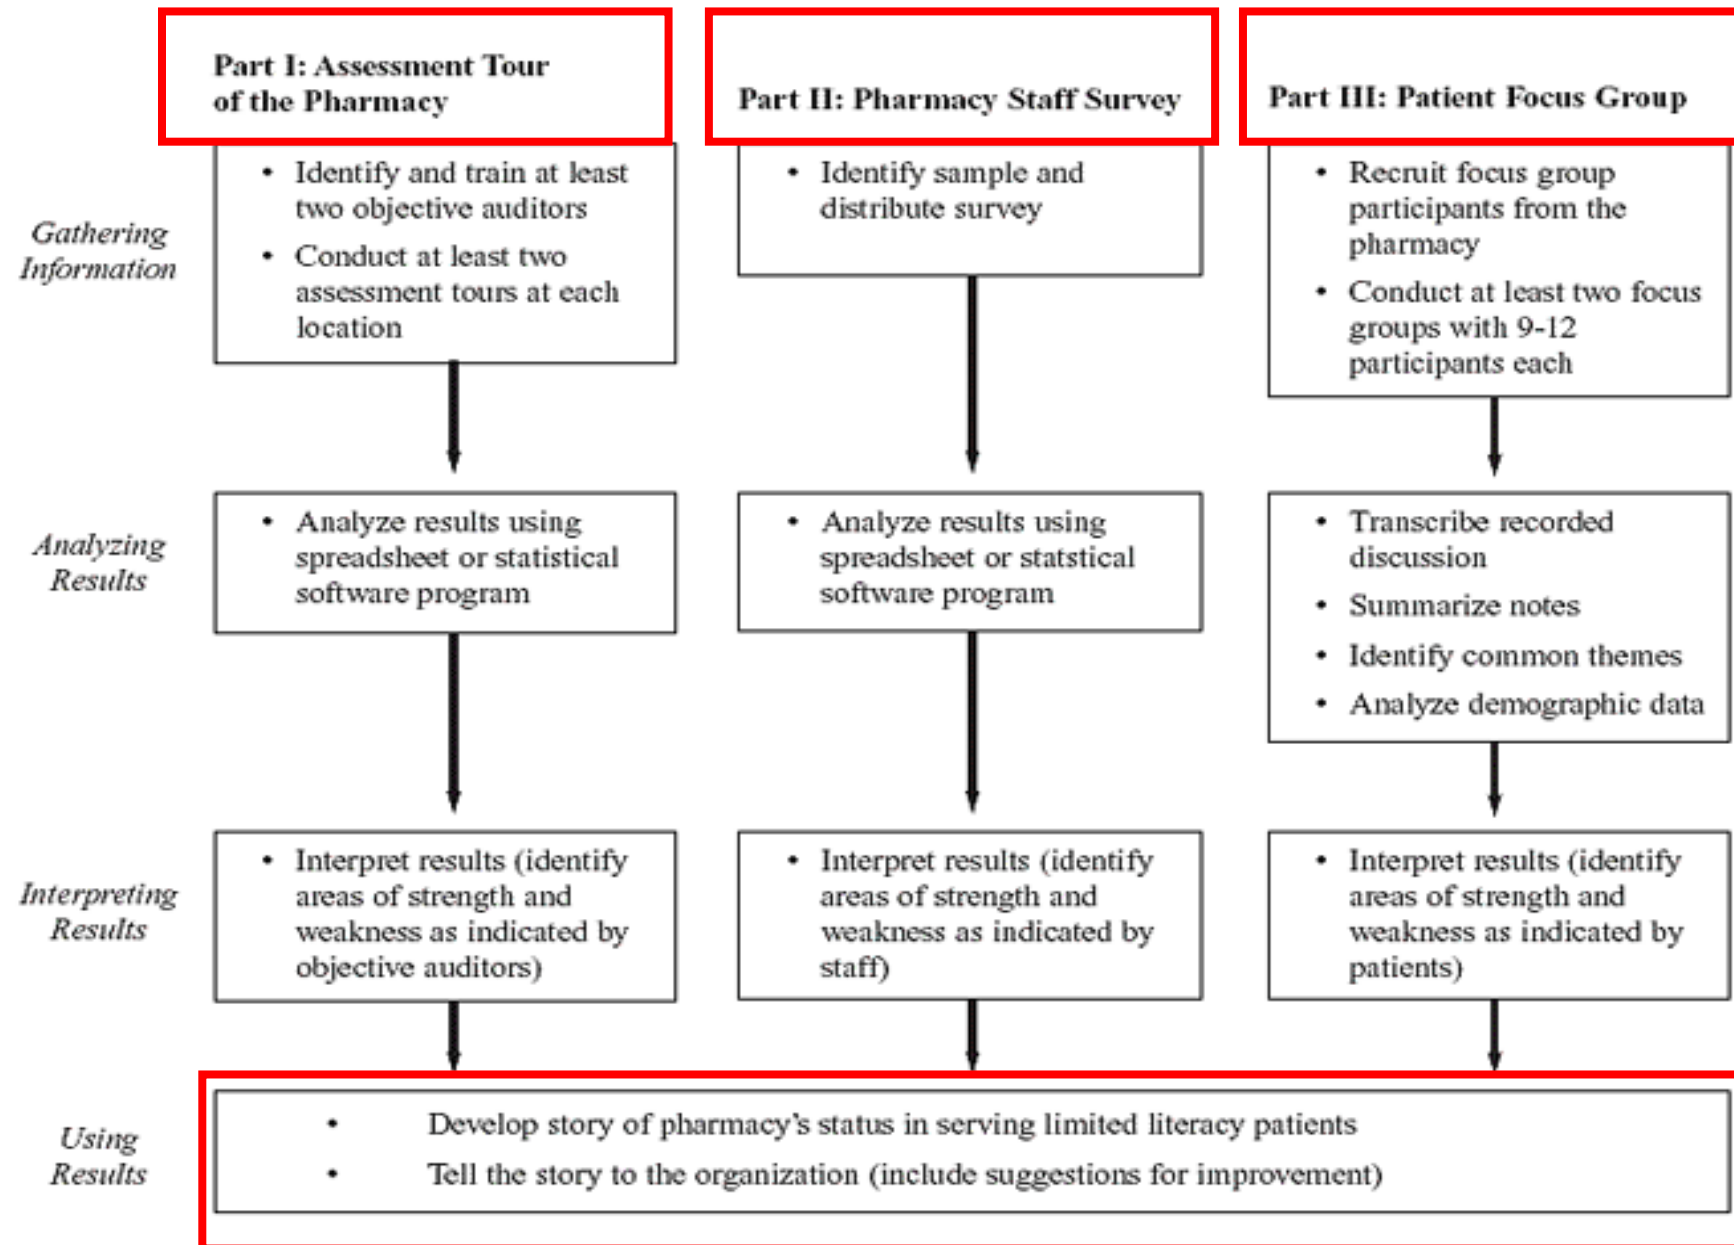 Part I: Assessment Tour
of the Pharmacy
Part II: Pharmacy Staff Survey
Part III: Patient Focus Group
Gathering
Information
• Identify and train at least
two objective auditors
• Conduct at least two
assessment tours at each
location
• Identify sample and
distribute survey
• Recruit focus group
participants from the
pharmacy
• Conduct at least two focus
groups with 9-12
participants each
Analyzing
Results
• Analyze results using
spreadsheet or statistical
software program
• Analyze results using
spreadsheet or statstical
software program
• Transcribe recorded
discussion
• Summarize notes
• Identify common themes
• Analyze demographic data
Interpreting
Results
• Interpret results (identify
areas of strength and
weakness as indicated by
objective auditors)
• Interpret results (identify
areas of strength and
weakness as indicated by
staff)
• Interpret results (identify
areas of strength and
weakness as indicated by
patients)
Using
Results
• Develop story of pharmacy's status in serving limited literacy patients
• Tell the story to the organization (include suggestions for improvement)